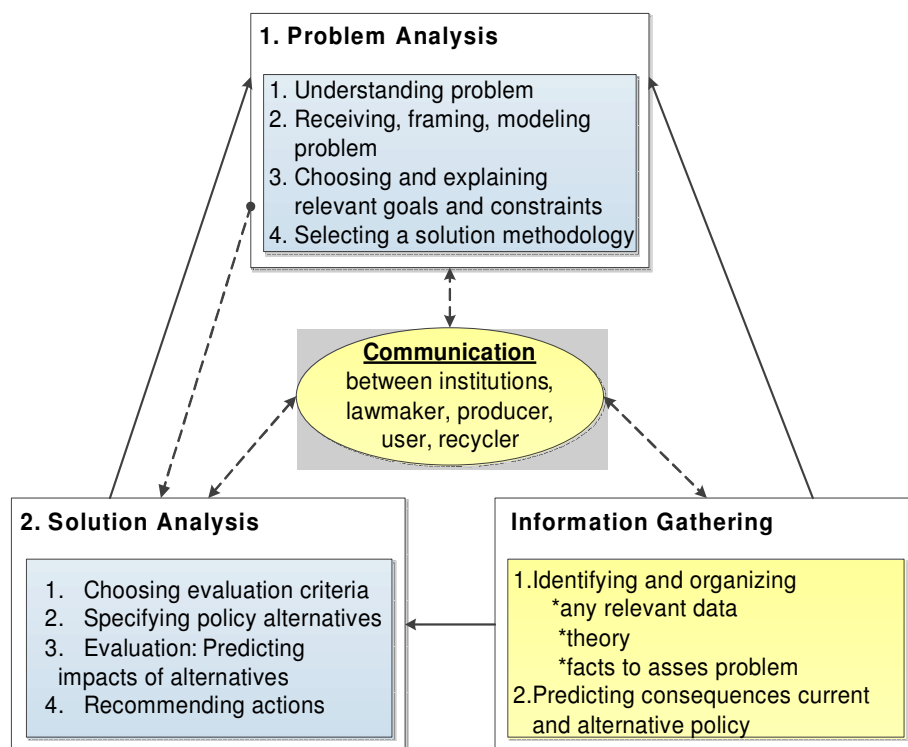 1. Problem Analysis
1. Understanding problem
2. Receiving, framing, modeling
problem
3. Choosing and explaining
relevant goals and constraints
4. Selecting a solution methodology
Communication
between institutions,
lawmaker, producer,
user, recycler
2. Solution Analysis
1. Choosing evaluation criteria
2. Specifying policy alternatives
3. Evaluation: Predicting
impacts of alternatives
4. Recommending actions
Information Gathering
1.Identifying and organizing
*any relevant data
*theory
*facts to asses problem
2.Predicting consequences current
and alternative policy